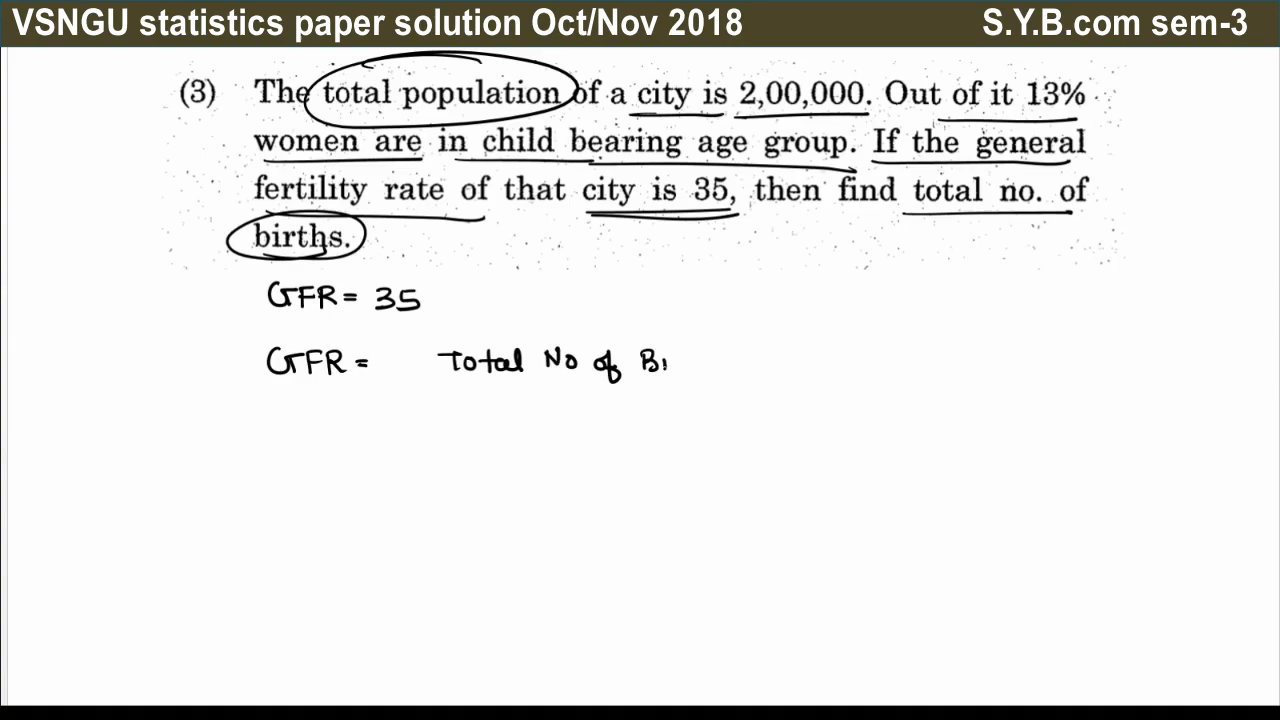 VSNGU statistics paper solution Oct/Nov 2018 S.Y.B.com sem-3
(3) The total population of a city is 2,00,000. Out of it 13%
women are in child bearing age group. If the general
fertility rate of that city is 35, then find total no. of
births.
GFR = 35
GFR = Total No of Bi